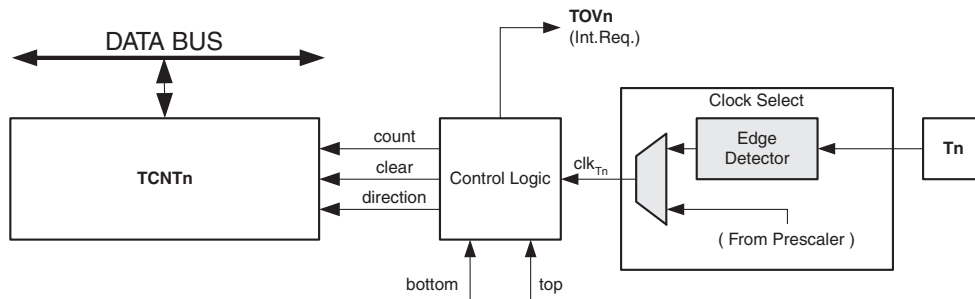 TOVn
(Int.Req.)
DATA BUS
Clock Select
count
Edge
Detector
Tn
TCNTn
clear
Control Logic
clkTn
direction
( From Prescaler )
bottom
top